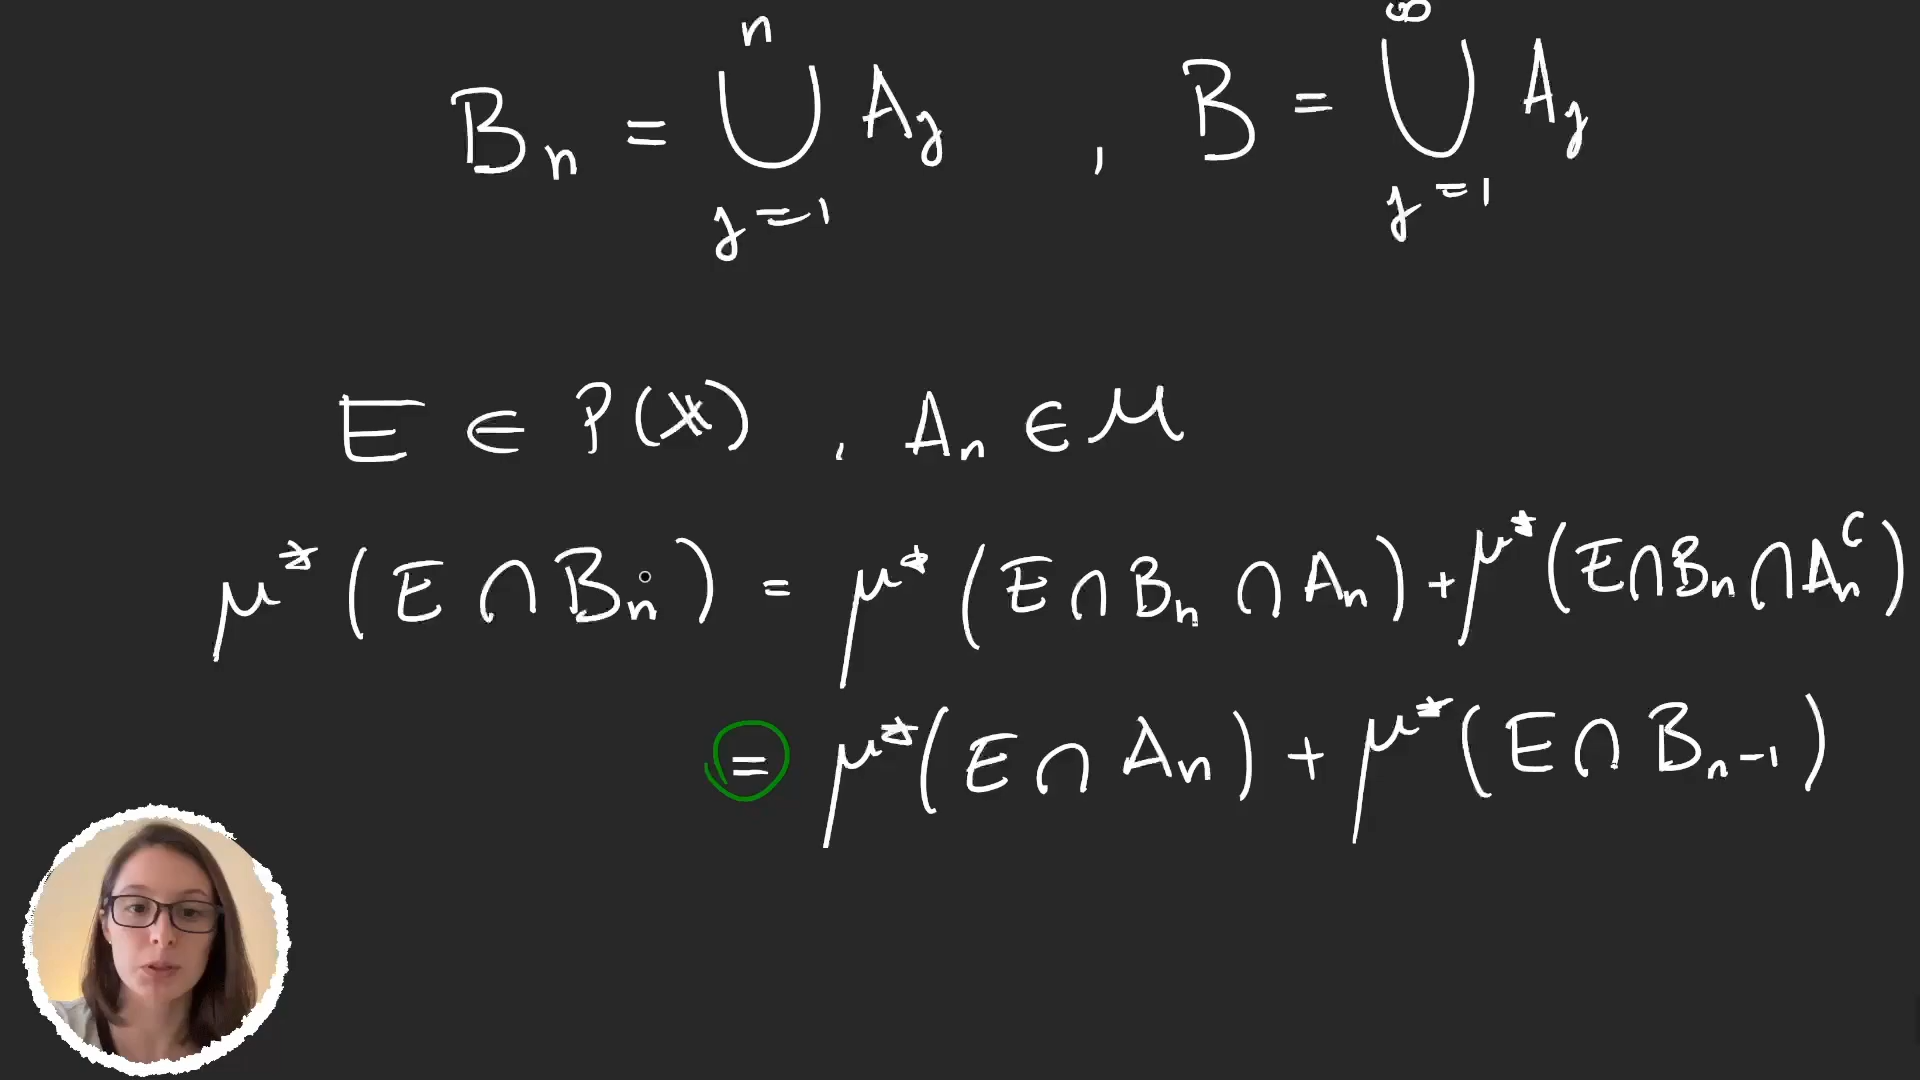 n ∞
B_n = ⋃ A_j , B = ⋃ A_j
j=1 j=1
E ∈ P(X) , A_n ∈ M
μ*(E ∩ B_n) = μ*(E ∩ B_n ∩ A_n) + μ*(E ∩ B_n ∩ A_n^c)
= μ*(E ∩ A_n) + μ*(E ∩ B_{n-1})